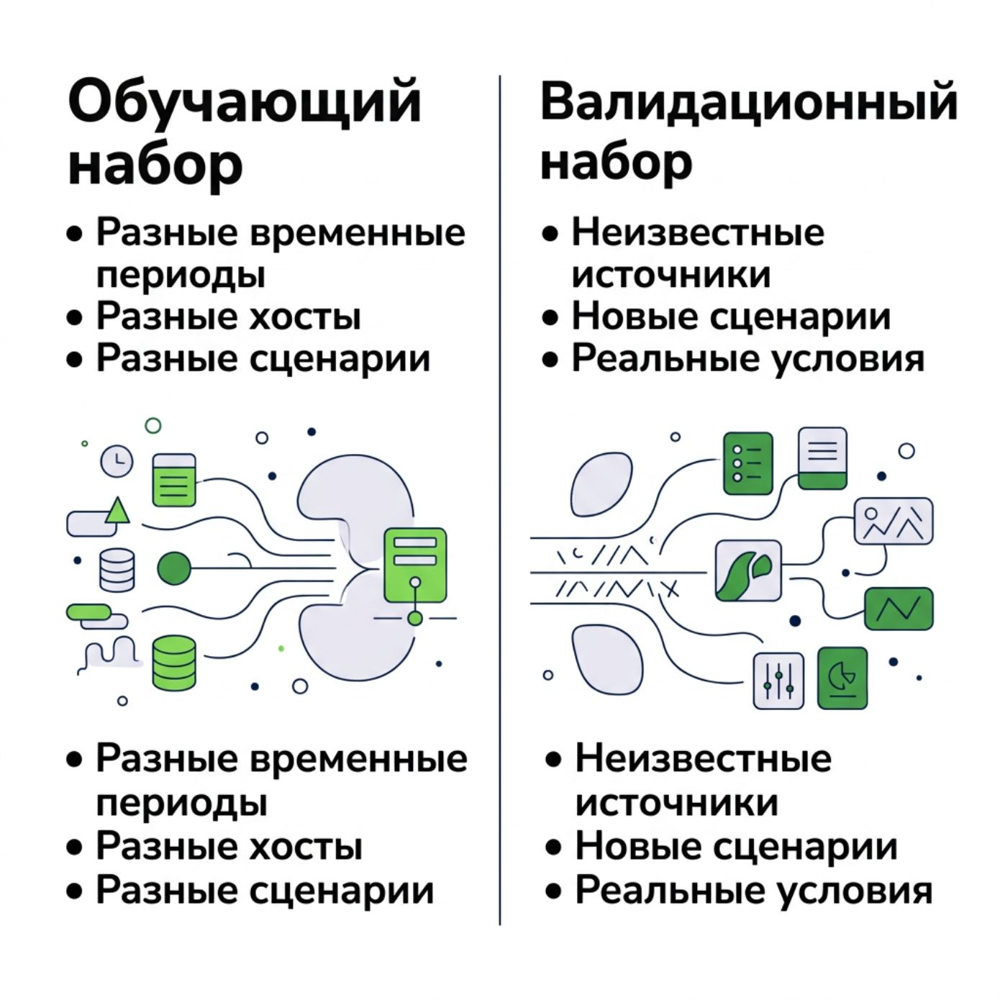 Обучающий
набор
• Разные временные
периоды
• Разные хосты
• Разные сценарии
• Разные временные
периоды
• Разные хосты
• Разные сценарии
Валидационный
набор
• Неизвестные
источники
• Новые сценарии
• Реальные условия
• Неизвестные
источники
• Новые сценарии
• Реальные условия